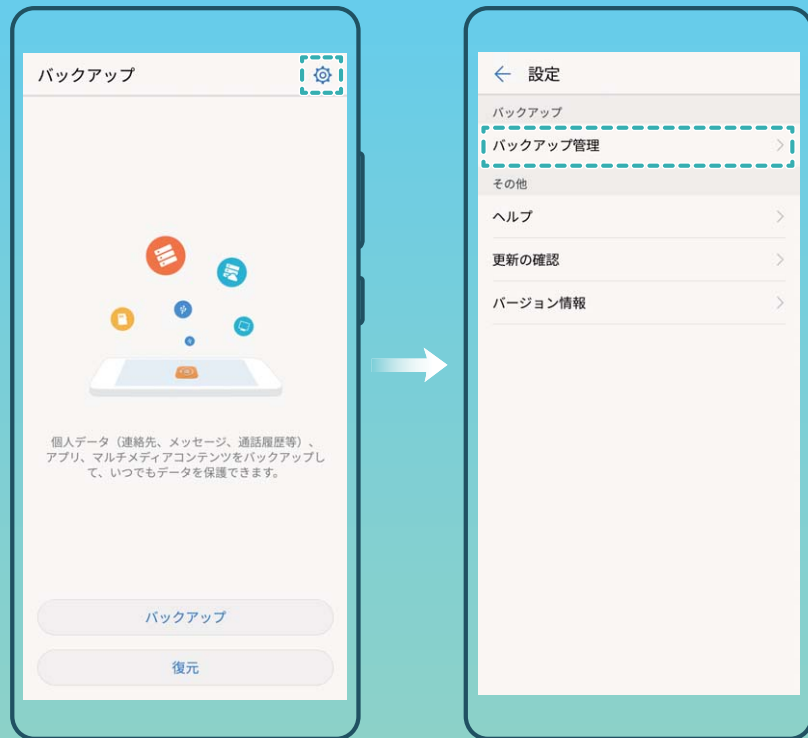 バックアップ
個人データ（連絡先、メッセージ、通話履歴等）、
アプリ、マルチメディアコンテンツをバックアップし
て、いつでもデータを保護できます。
バックアップ
復元
設定
バックアップ
バックアップ管理
その他
ヘルプ
更新の確認
バージョン情報